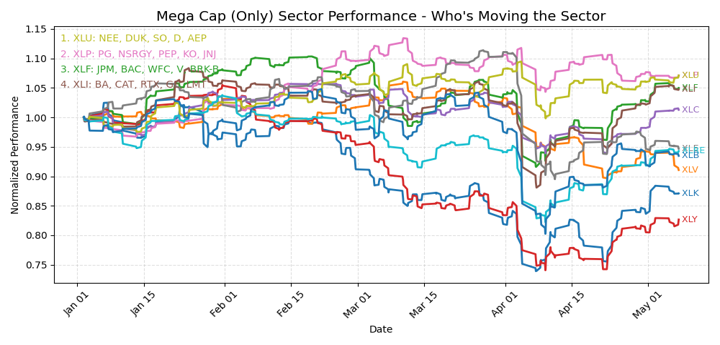 Mega Cap (Only) Sector Performance - Who's Moving the Sector
1.15
1.10
1.05
1.00
0.95
0.90
0.85
0.80
0.75
Normalized Performance
1. XLU: NEE, DUK, SO, D, AEP
2. XLP: PG, NSRGY, PEP, KO, JNJ
3. XLF: JPM, BAC, WFC, V, BRK-B
4. XLI: BA, CAT, RTX, GE, LMT
XLF
XLC
XLB
XLV
XLK
XLY
Jan 01
Jan 15
Feb 01
Feb 15
Mar 01
Mar 15
Apr 01
Apr 15
May 01
Date